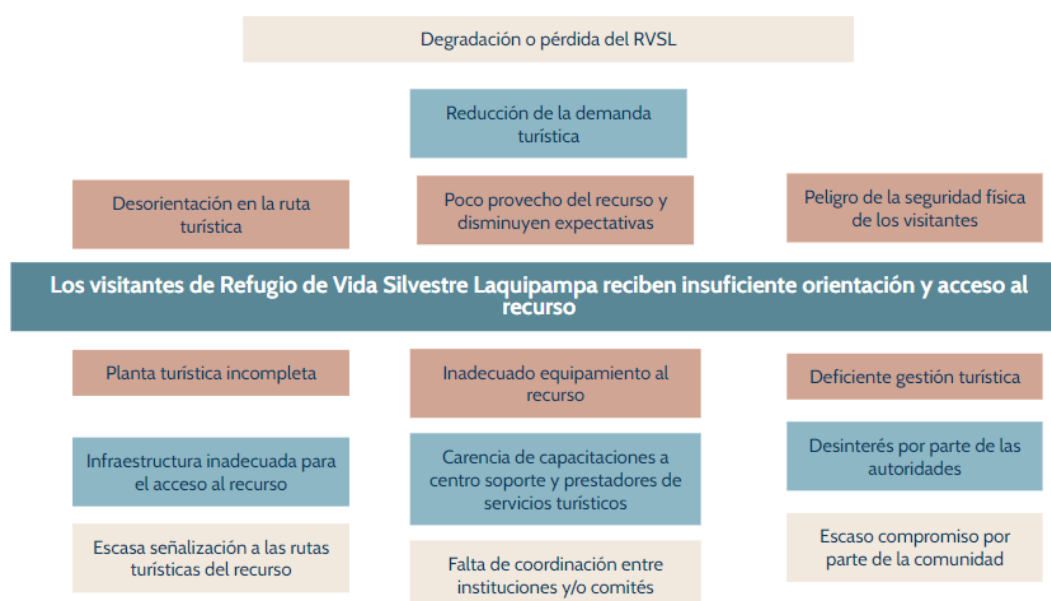 Degradación o pérdida del RVSL
Reducción de la demanda
turística
Desorientación en la ruta
turística
Poco provecho del recurso y
disminuyen expectativas
Peligro de la seguridad física
de los visitantes
Los visitantes de Refugio de Vida Silvestre Laquipampa reciben insuficiente orientación y acceso al
recurso
Planta turística incompleta
Inadecuado equipamiento al
recurso
Deficiente gestión turística
Infraestructura inadecuada para
el acceso al recurso
Carencia de capacitaciones a
centro soporte y prestadores de
servicios turísticos
Desinterés por parte de las
autoridades
Escasa señalización a las rutas
turísticas del recurso
Falta de coordinación entre
instituciones y/o comités
Escaso compromiso por
parte de la comunidad